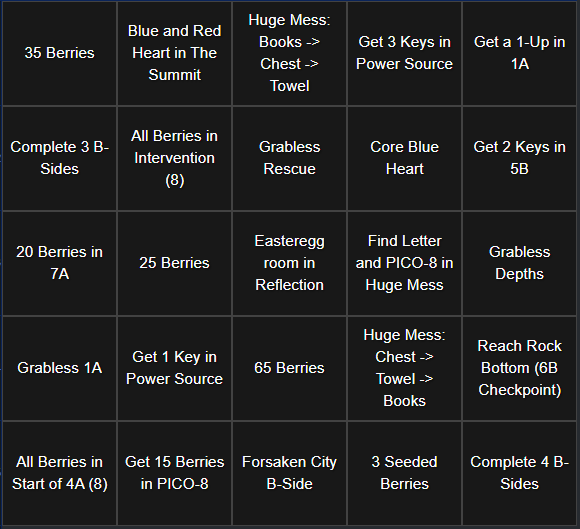 35 Berries
Blue and Red
Heart in The
Summit
Huge Mess:
Books ->
Chest ->
Towel
Get 3 Keys in
Power Source
Get a 1-Up in
1A
Complete 3 B-
Sides
All Berries in
Intervention
(8)
Grabless
Rescue
Core Blue
Heart
Get 2 Keys in
5B
20 Berries in
7A
25 Berries
Easteregg
room in
Reflection
Find Letter
and PICO-8 in
Huge Mess
Grabless
Depths
Grabless 1A
Get 1 Key in
Power Source
65 Berries
Huge Mess:
Chest ->
Towel ->
Books
Reach Rock
Bottom (6B
Checkpoint)
All Berries in
Start of 4A (8)
Get 15 Berries
in PICO-8
Forsaken City
B-Side
3 Seeded
Berries
Complete 4 B-
Sides